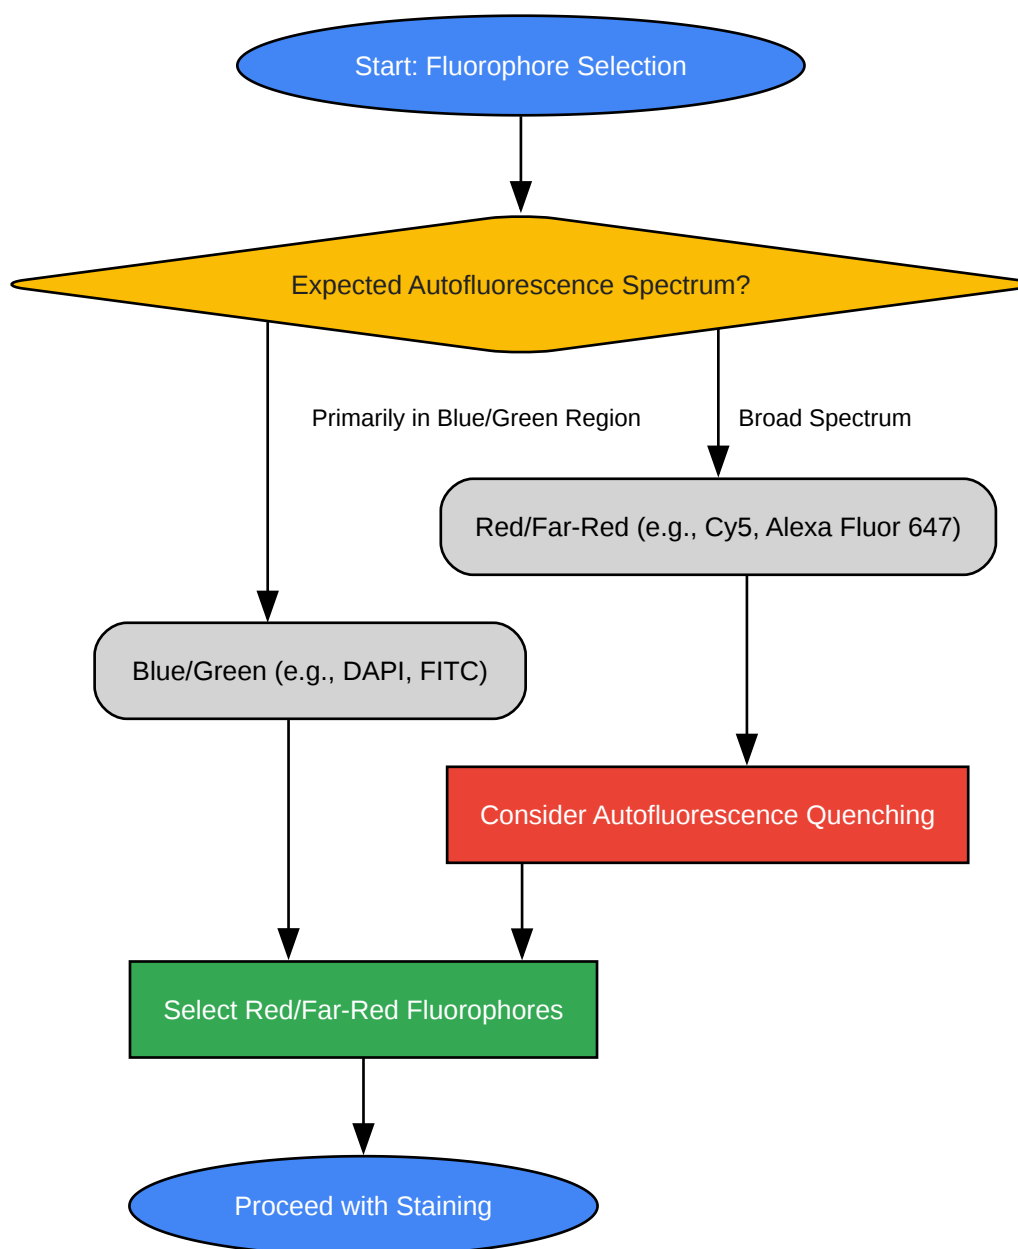 Start: Fluorophore Selection
Expected Autofluorescence Spectrum?
Primarily in Blue/Green Region
Broad Spectrum
Red/Far-Red (e.g., Cy5, Alexa Fluor 647)
Blue/Green (e.g., DAPI, FITC)
Consider Autofluorescence Quenching
Select Red/Far-Red Fluorophores
Proceed with Staining